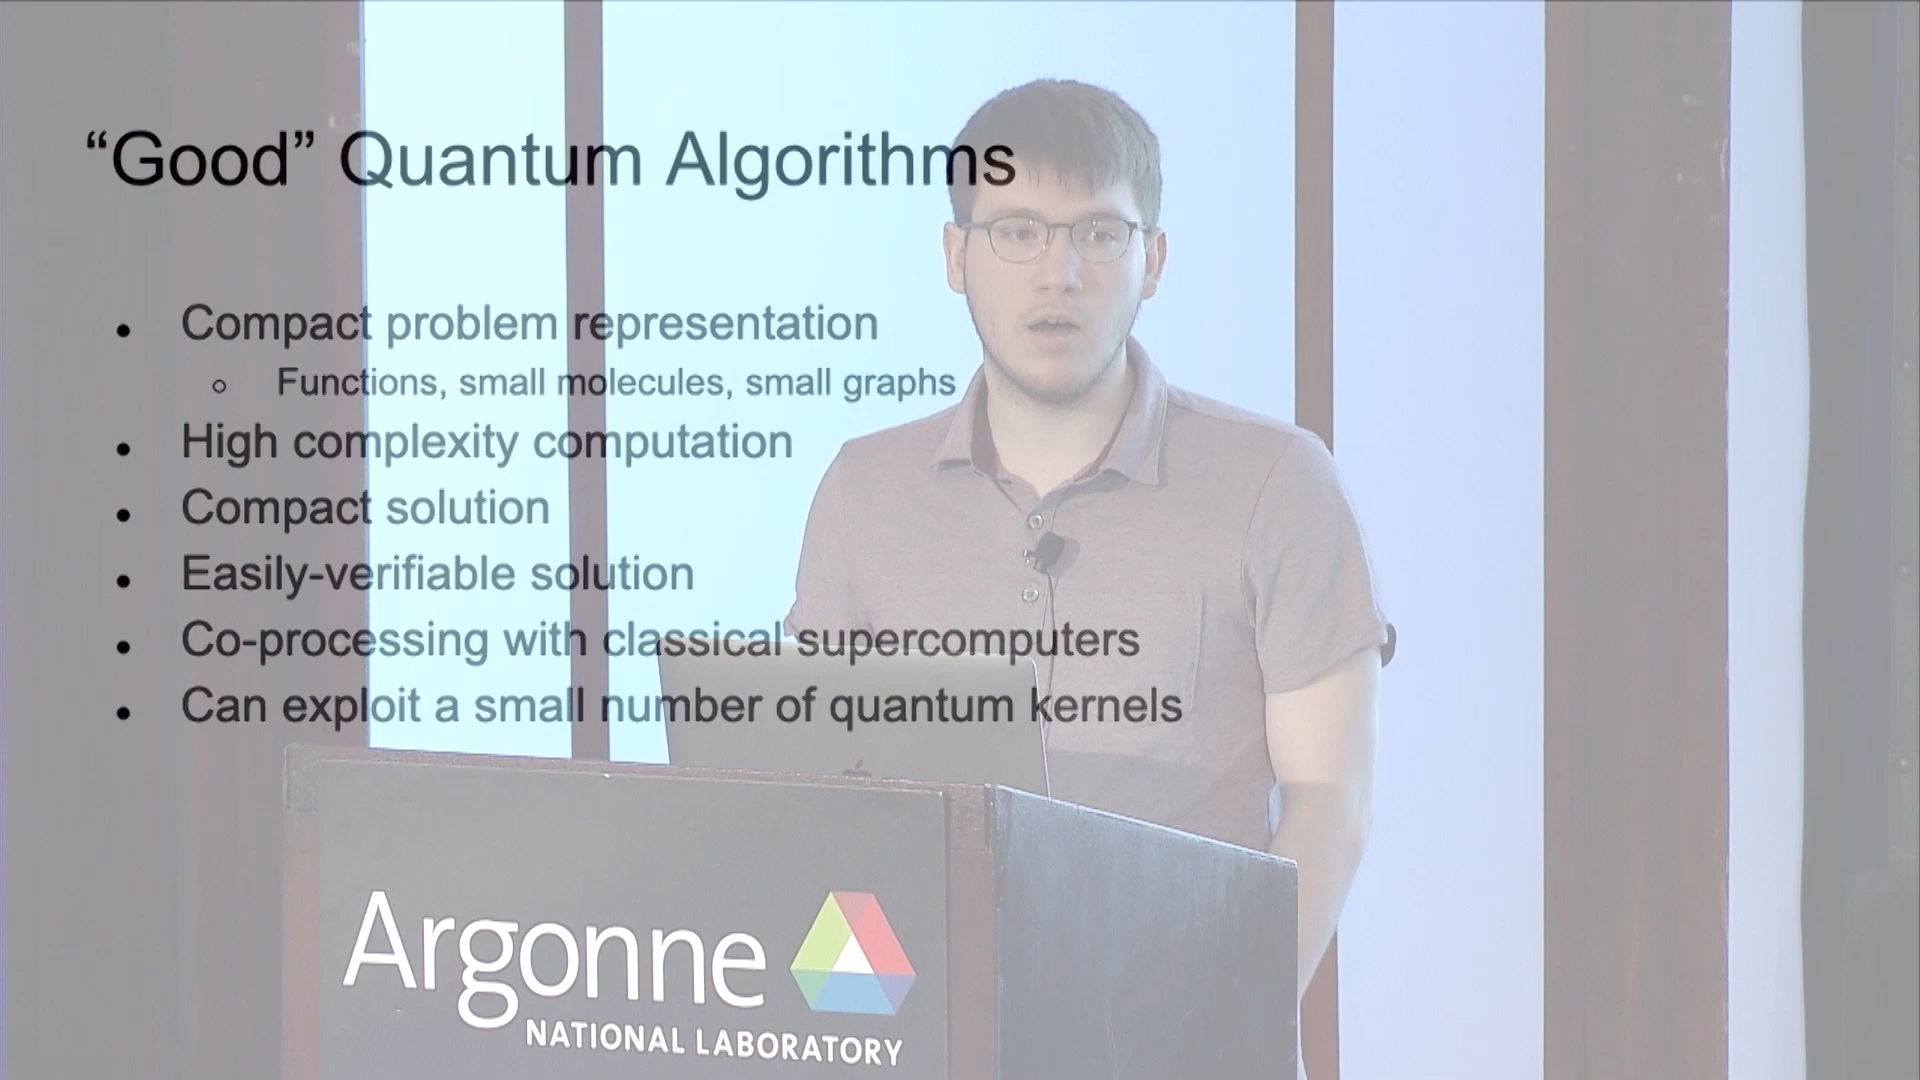 “Good” Quantum Algorithms
• Compact problem representation
○ Functions, small molecules, small graphs
• High complexity computation
• Compact solution
• Easily-verifiable solution
• Co-processing with classical supercomputers
• Can exploit a small number of quantum kernels
Argonne
NATIONAL LABORATORY